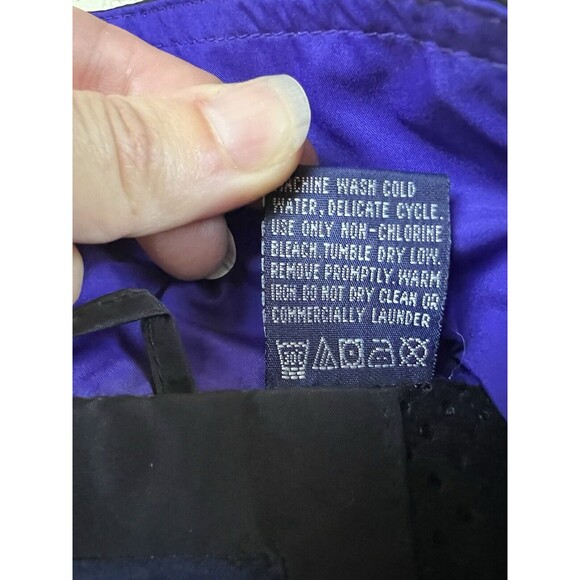 MACHINE WASH COLD
WATER, DELICATE CYCLE.
USE ONLY NON-CHLORINE
BLEACH. TUMBLE DRY LOW.
REMOVE PROMPTLY. WARM
IRON. DO NOT DRY CLEAN OR
COMMERCIALLY LAUNDER